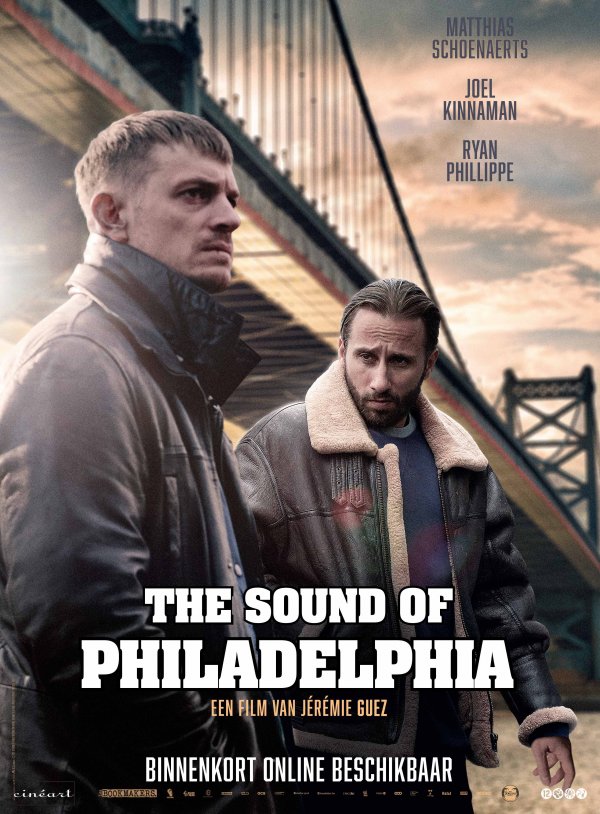 MATTHIAS
SCHOENAERTS
JOEL
KINNAMAN
RYAN
PHILLIPPE
THE SOUND OF
PHILADELPHIA
EEN FILM VAN JÉRÉMIE GUEZ
BINNENKORT ONLINE BESCHIKBAAR
cinéart
BOOKMAKERS
12